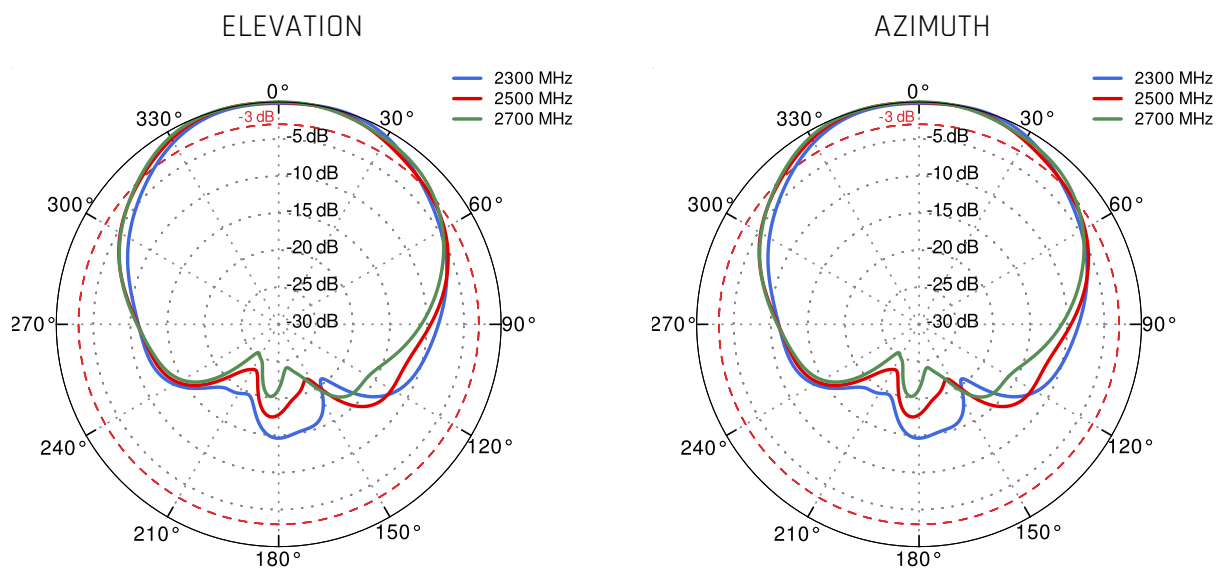 ELEVATION
2300 MHz
2500 MHz
2700 MHz
0°
30°
60°
90°
120°
150°
180°
210°
240°
270°
300°
330°
-3 dB
-5 dB
-10 dB
-15 dB
-20 dB
-25 dB
-30 dB
AZIMUTH
2300 MHz
2500 MHz
2700 MHz
0°
30°
60°
90°
120°
150°
180°
210°
240°
270°
300°
330°
-3 dB
-5 dB
-10 dB
-15 dB
-20 dB
-25 dB
-30 dB